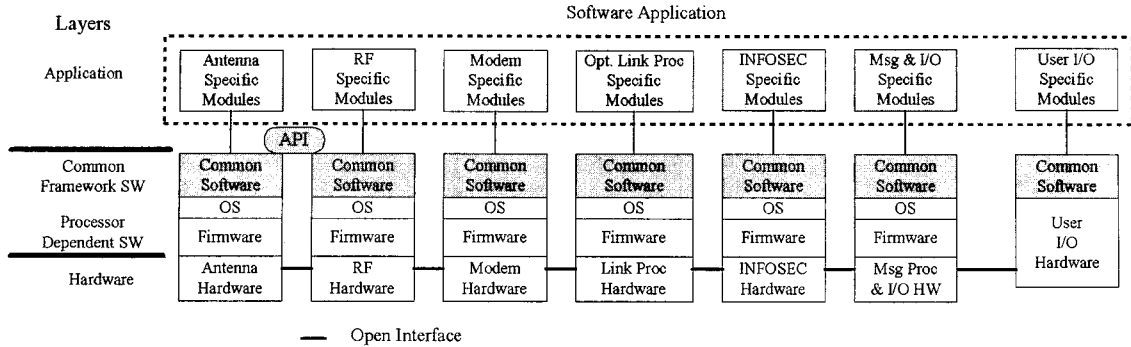 Software Application
Layers
Application
Antenna
Specific
Modules
RF
Specific
Modules
Modem
Specific
Modules
Opt. Link Proc
Specific
Modules
INFOSEC
Specific
Modules
Msg & I/O
Specific
Modules
User I/O
Specific
Modules
API
Common
Framework SW
Common
Software
Common
Software
Common
Software
Common
Software
Common
Software
Common
Software
Common
Software
Processor
Dependent SW
OS
Firmware
OS
Firmware
OS
Firmware
OS
Firmware
OS
Firmware
OS
Firmware
User
I/O
Hardware
Hardware
Antenna
Hardware
RF
Hardware
Modem
Hardware
Link Proc
Hardware
INFOSEC
Hardware
Msg Proc
& I/O HW
Open Interface